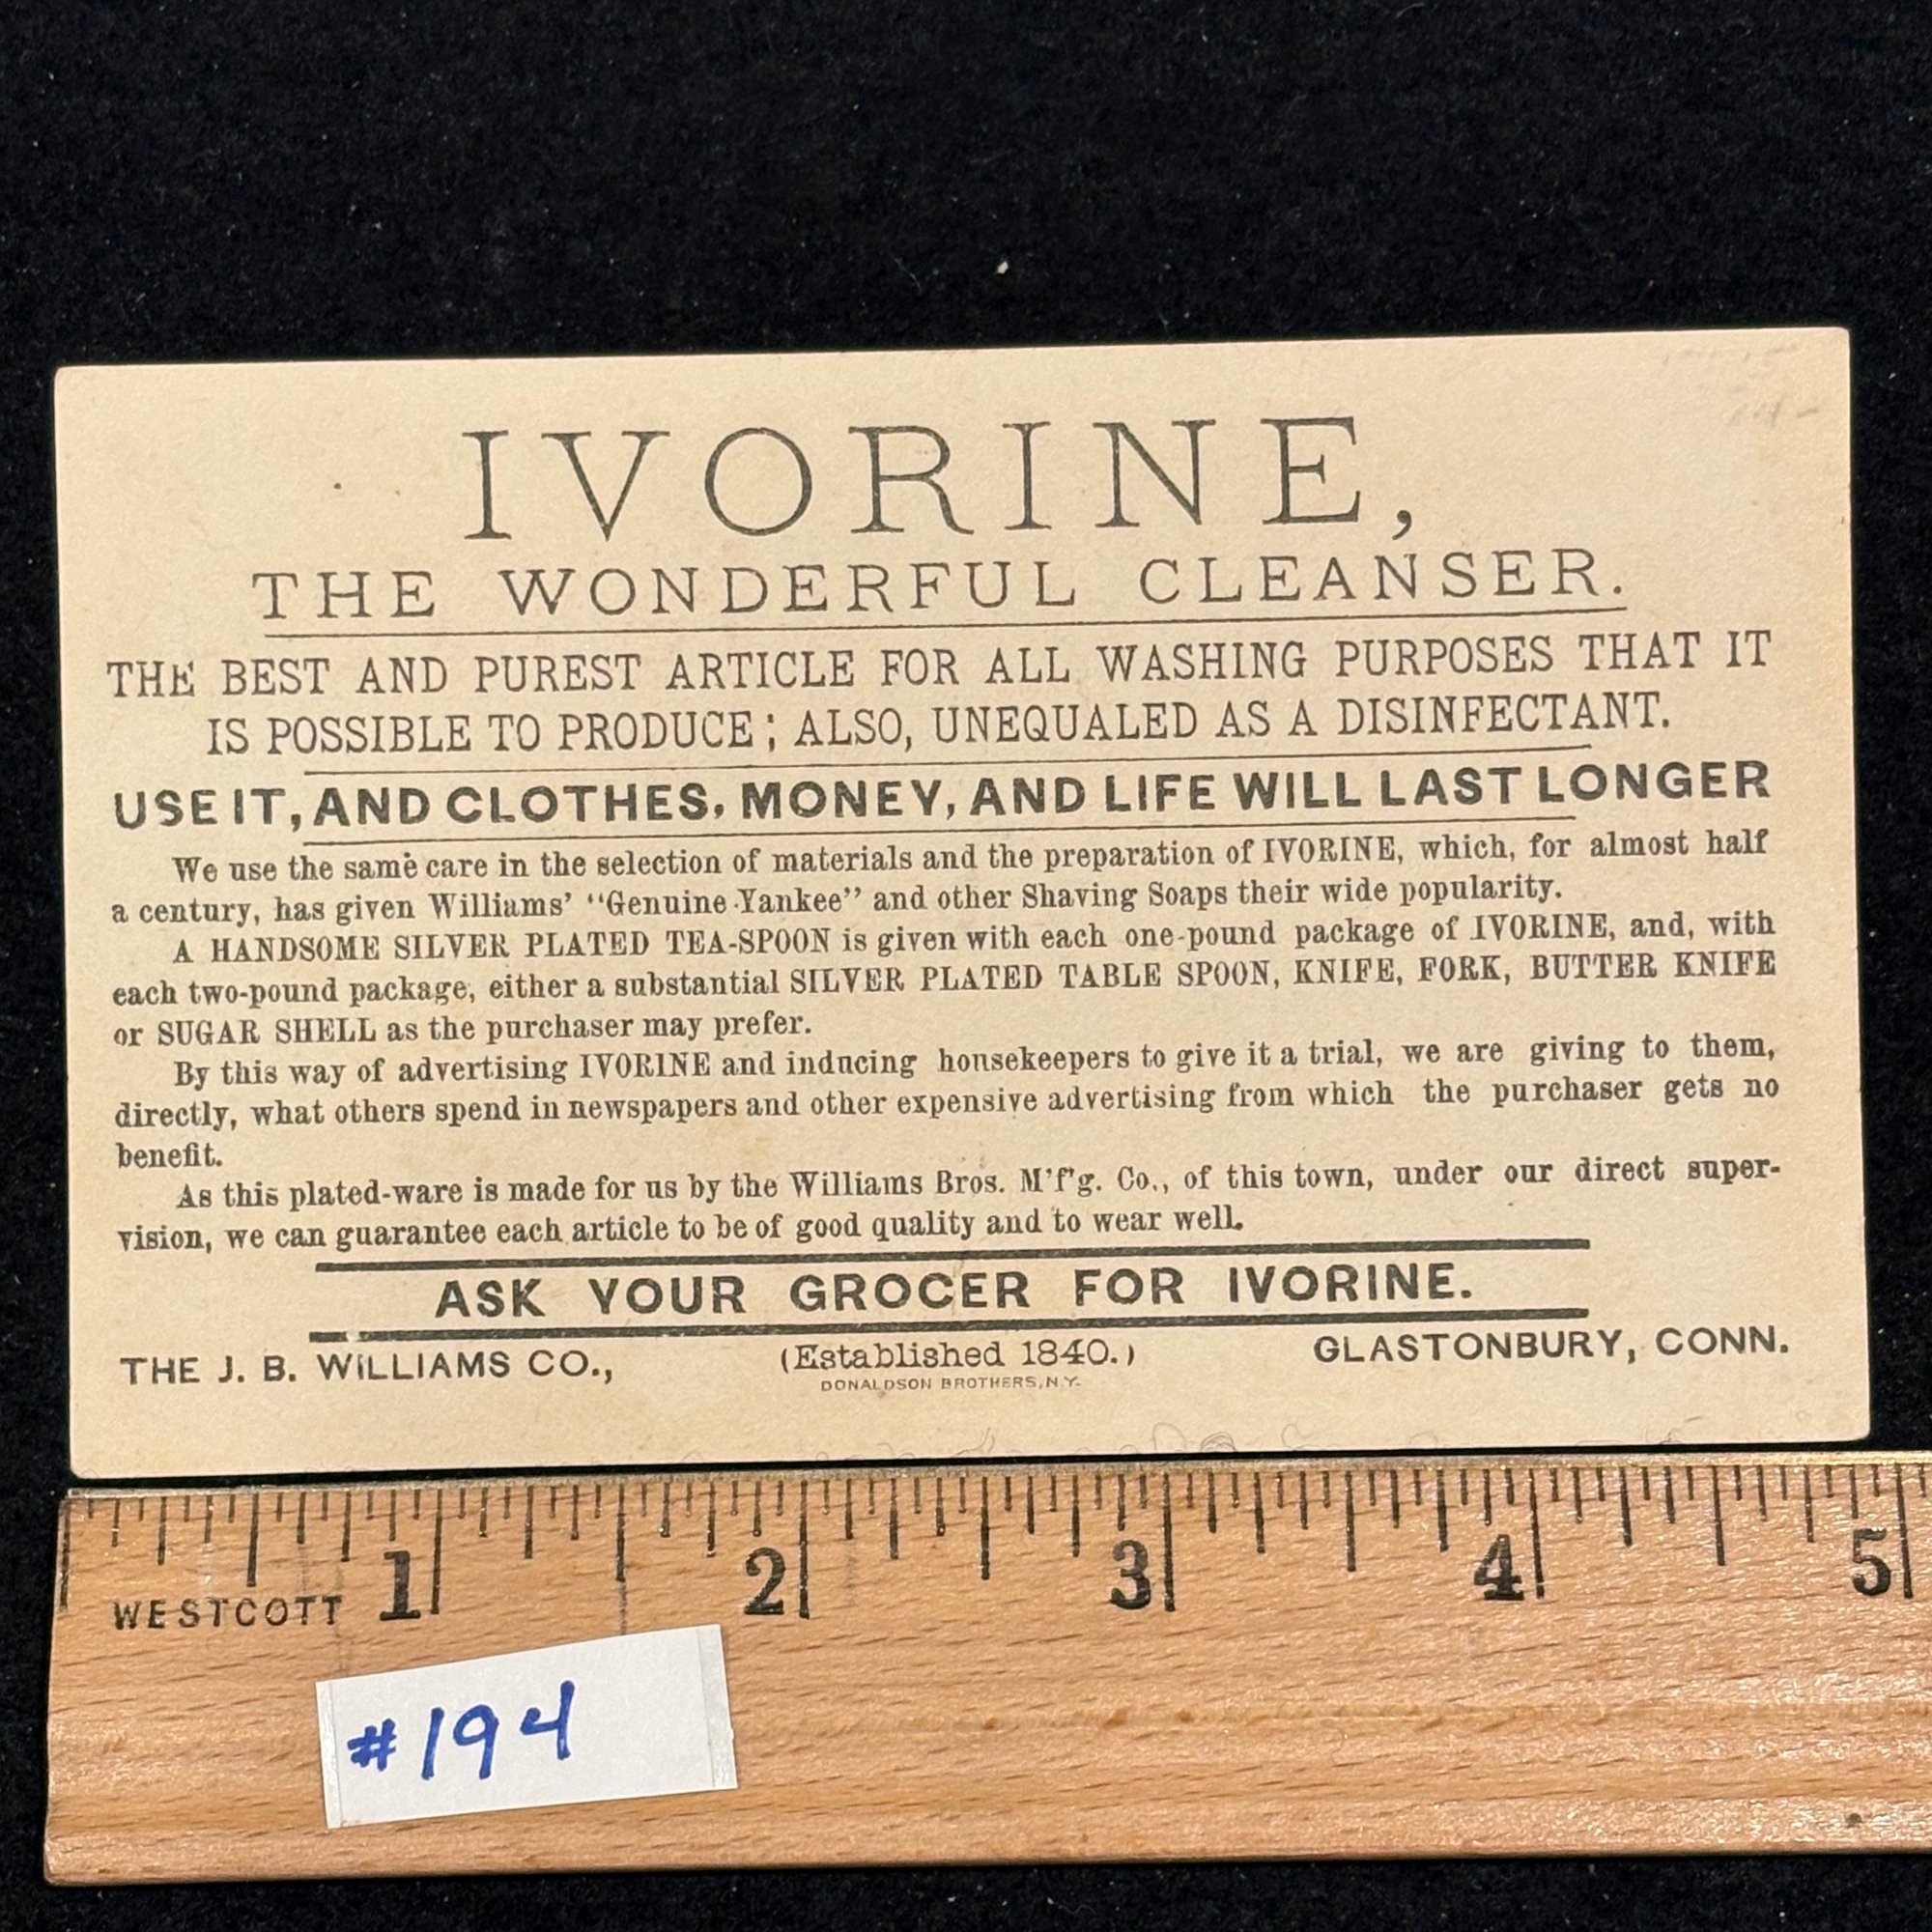 IVORINE,
THE WONDERFUL CLEANSER.
THE BEST AND PUREST ARTICLE FOR ALL WASHING PURPOSES THAT IT
IS POSSIBLE TO PRODUCE; ALSO, UNEQUALED AS A DISINFECTANT.
USE IT, AND CLOTHES, MONEY, AND LIFE WILL LAST LONGER
We use the same care in the selection of materials and the preparation of IVORINE, which, for almost half
a century, has given Williams' "Genuine Yankee" and other Shaving Soaps their wide popularity.
A HANDSOME SILVER PLATED TEA-SPOON is given with each one-pound package of IVORINE, and, with
each two-pound package, either a substantial SILVER PLATED TABLE SPOON, KNIFE, FORK, BUTTER KNIFE
or SUGAR SHELL as the purchaser may prefer.
By this way of advertising IVORINE and inducing housekeepers to give it a trial, we are giving to them,
directly, what others spend in newspapers and other expensive advertising from which the purchaser gets no
benefit.
As this plated-ware is made for us by the Williams Bros. M'f'g. Co., of this town, under our direct super-
vision, we can guarantee each article to be of good quality and to wear well.
ASK YOUR GROCER FOR IVORINE.
THE J. B. WILLIAMS CO., (Established 1840.) GLASTONBURY, CONN.
DONALDSON BROTHERS, N.Y.
1 2 3 4 5
WESTCOTT
#194